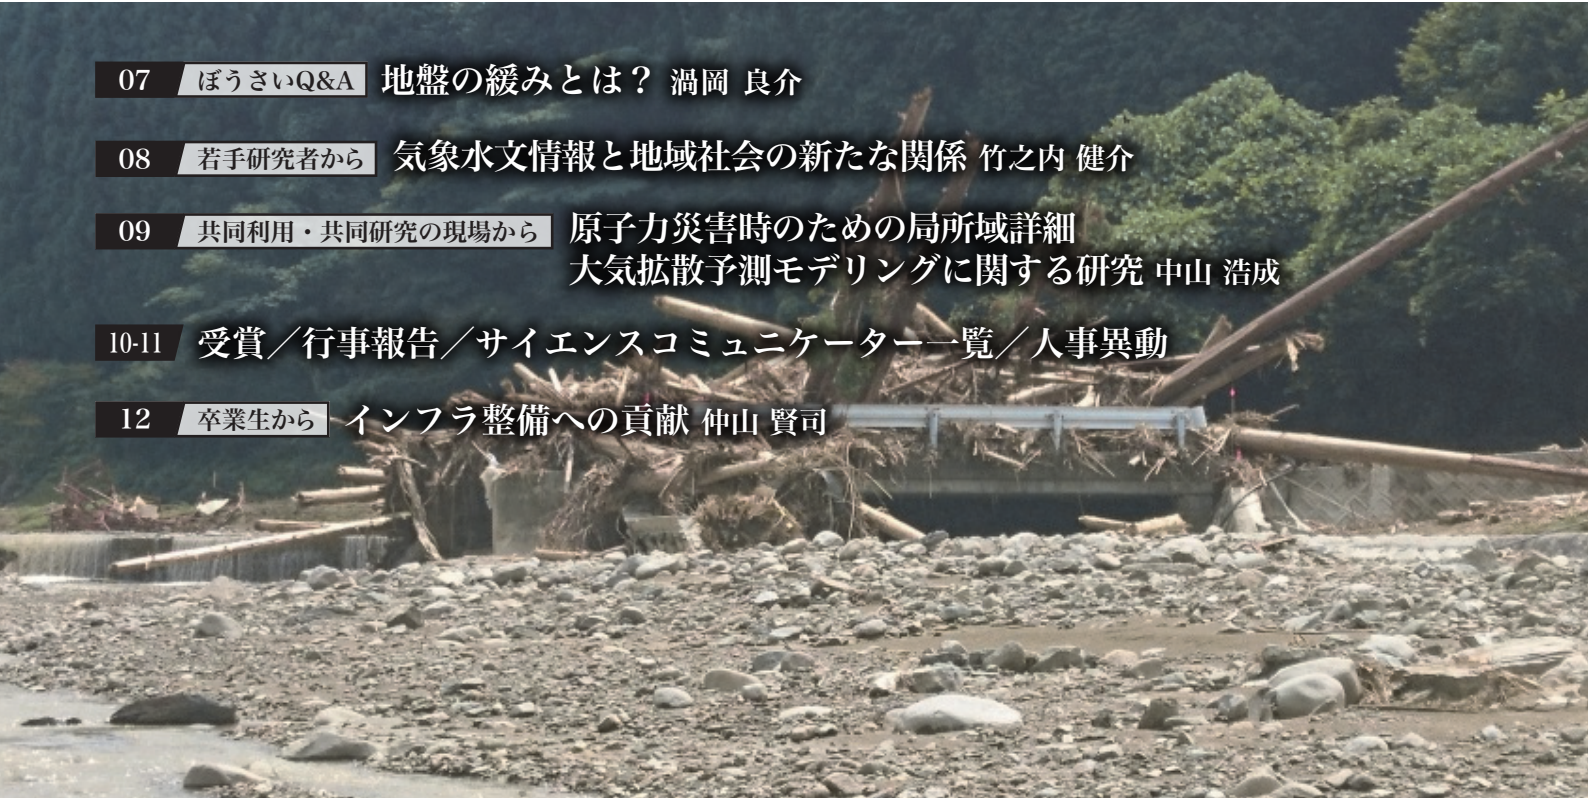 07 ぼうさいQ&A 地盤の緩みとは？ 渦岡 良介
08 若手研究者から 気象水文情報と地域社会の新たな関係 竹之内 健介
09 共同利用・共同研究の現場から 原子力災害時のための局所域詳細
大気拡散予測モデリングに関する研究 中山 浩成
10-11 受賞／行事報告／サイエンスコミュニケーター一覧／人事異動
12 卒業生から インフラ整備への貢献 仲山 賢司